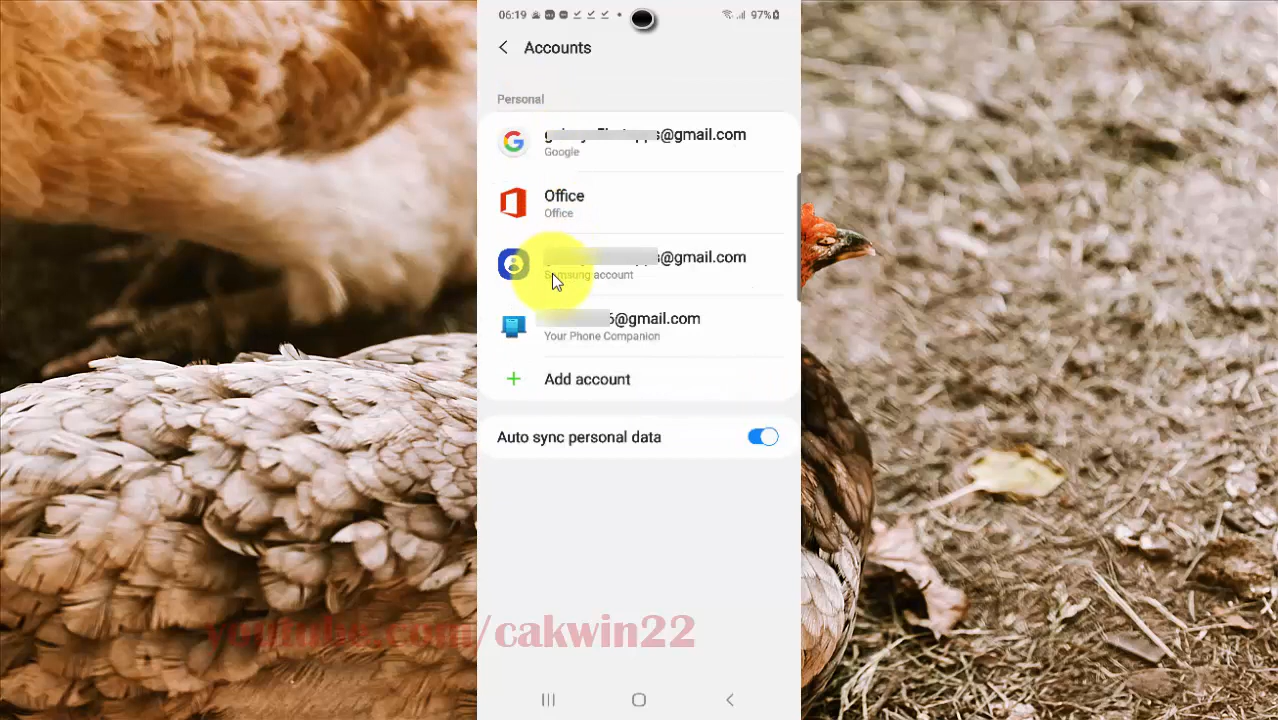 06:19
97%
Accounts
Personal
@gmail.com
Google
Office
Office
@gmail.com
Samsung account
6@gmail.com
Your Phone Companion
Add account
Auto sync personal data
youtube.com/cakwin22